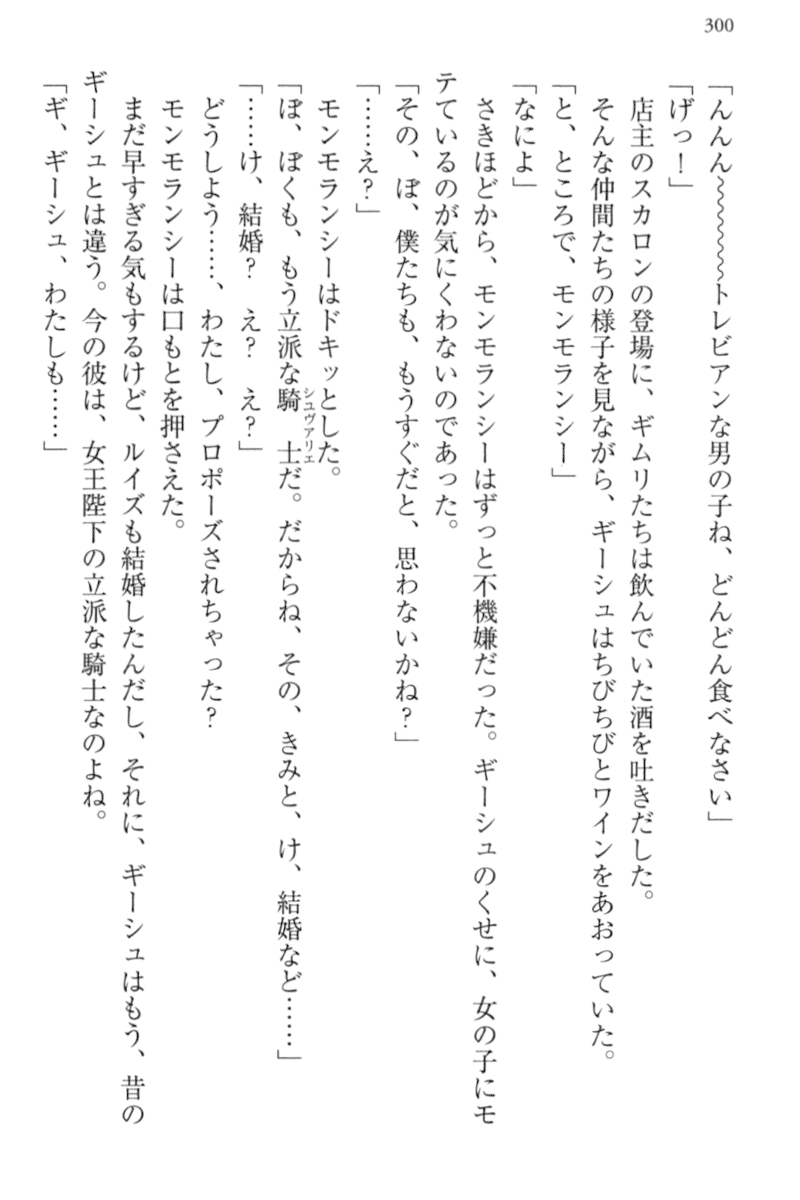 300
「んんん～～～～～～トレビアンな男の子ね、どんどん食べなさい」
「げっ！」
店主のスカロンの登場に、ギムリたちは飲んでいた酒を吐きだした。
そんな仲間たちの様子を見ながら、ギーシュはちびちびとワインをあおっていた。
「と、ところで、モンモランシー」
「なによ」
さきほどから、モンモランシーはずっと不機嫌だった。ギーシュのくせに、女の子にモ
テているのが気にくわないのであった。
「その、ぼ、僕たちも、もうすぐだと、思わないかね？」
「……え？」
モンモランシーはドキッとした。
「ぼ、ぼくも、もう立派な騎士だ。だからね、その、きみと、け、結婚など……」
シュヴァリエ
「……け、結婚？　え？　え？」
どうしよう……、わたし、プロポーズされちゃった？
モンモランシーは口もとを押さえた。
まだ早すぎる気もするけど、ルイズも結婚したんだし、それに、ギーシュはもう、昔の
ギーシュとは違う。今の彼は、女王陛下の立派な騎士なのよね。
「ギ、ギーシュ、わたしも……」